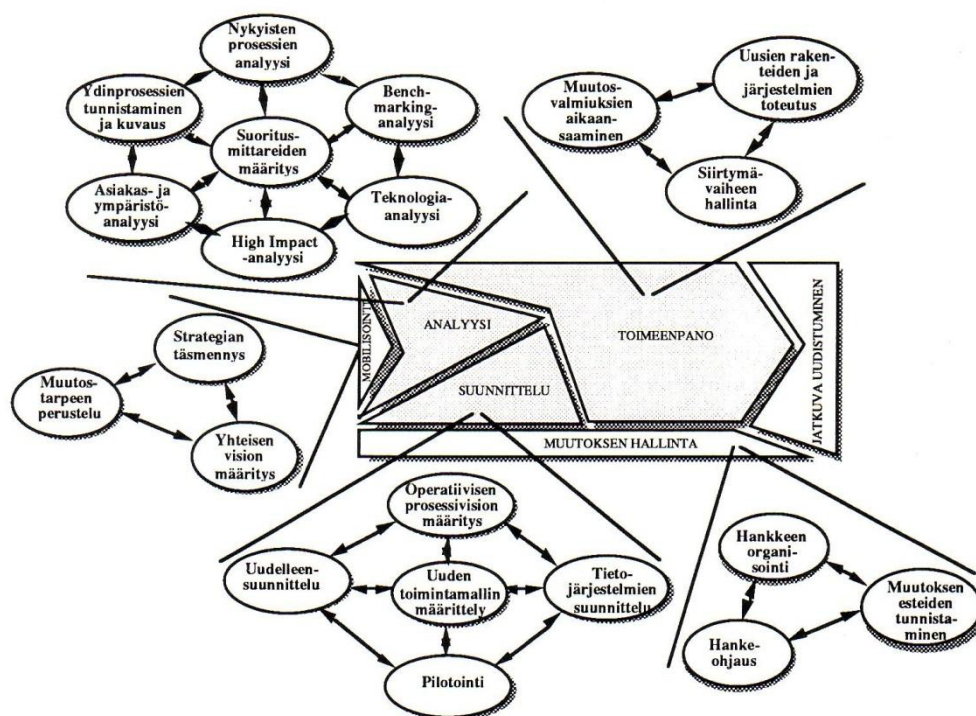 Nykyisten
prosessien
analyysi
Ydinprosessien
tunnistaminen
ja kuvaus
Bench-
marking-
analyysi
Suoritus-
mittareiden
määritys
Asiakas- ja
ympäristö-
analyysi
Teknologia-
analyysi
High Impact
-analyysi
Muutos-
valmiuksien
aikaan-
saaminen
Uusien raken-
teiden ja
järjestelmien
toteutus
Siirtymä-
vaiheen
hallinta
MOBILISOINTI
ANALYYSI
SUUNNITTELU
TOIMEENPANO
JATKUVA UUDISTUMINEN
MUUTOKSEN HALLINTA
Strategian
täsmennys
Muutos-
tarpeen
perustelu
Yhteisen
vision
määritys
Operatiivisen
prosessivision
määritys
Uudelleen-
suunnittelu
Uuden
toimintamallin
määrittely
Tieto-
järjestelmien
suunnittelu
Pilotointi
Hankkeen
organi-
sointi
Muutoksen
esteiden
tunnista-
minen
Hanke-
ohjaus